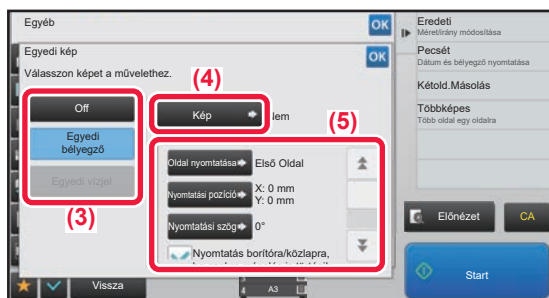 Egyéb
OK
Egyedi kép
OK
Válasszon képet a művelethez.
(4)
Off
Egyedi
bélyegző
Egyedi vízjel
(3)
Kép
lem
(5)
Oldal nyomtatása
Első Oldal
Nyomtatási pozíció
X: 0 mm
Y: 0 mm
Nyomtatási szög
0°
Nyomtatás borítóra/közlapra,
Vissza
4
A3
Eredeti
Méret/irány módosítása
Pecsét
Dátum és bélyegző nyomtatása
Kétold.Másolás
Többképes
Több oldal egy oldalra
Előnézet
CA
Start